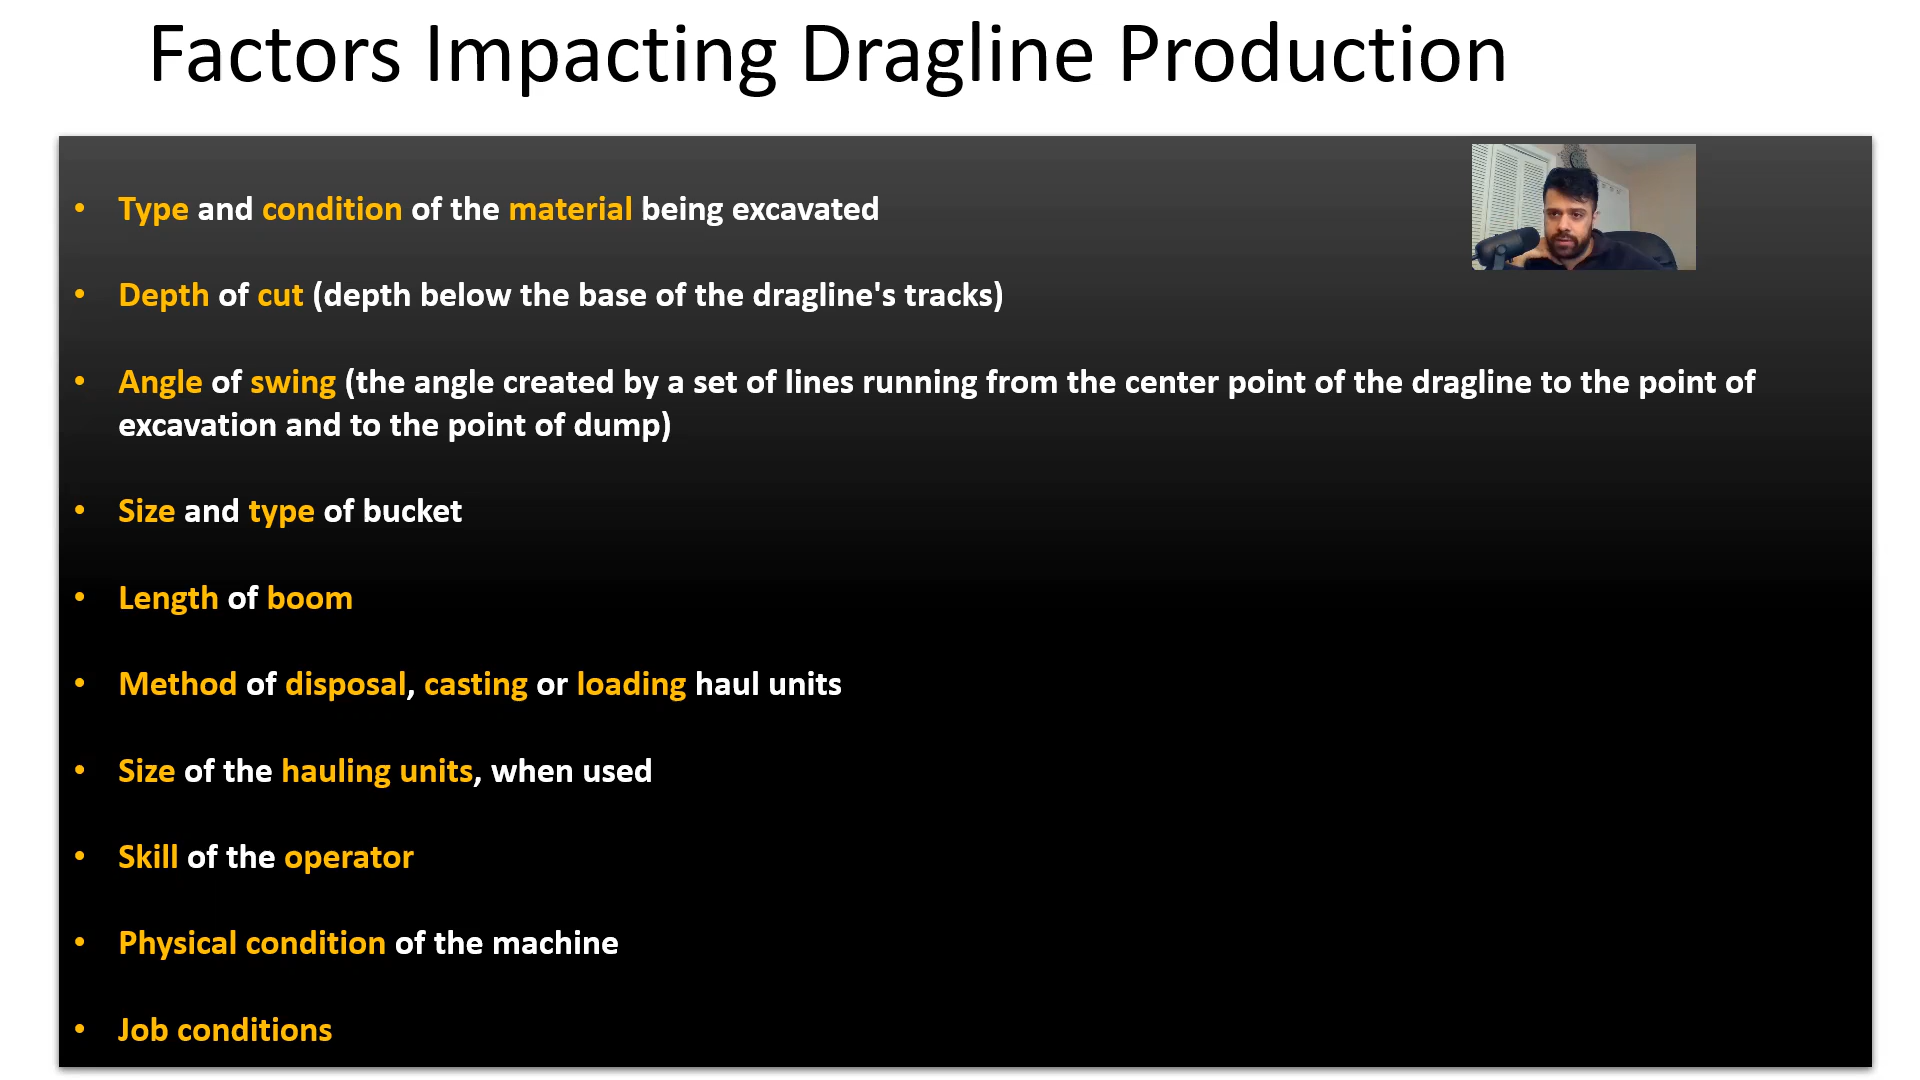 Factors Impacting Dragline Production
• Type and condition of the material being excavated
• Depth of cut (depth below the base of the dragline's tracks)
• Angle of swing (the angle created by a set of lines running from the center point of the dragline to the point of
excavation and to the point of dump)
• Size and type of bucket
• Length of boom
• Method of disposal, casting or loading haul units
• Size of the hauling units, when used
• Skill of the operator
• Physical condition of the machine
• Job conditions